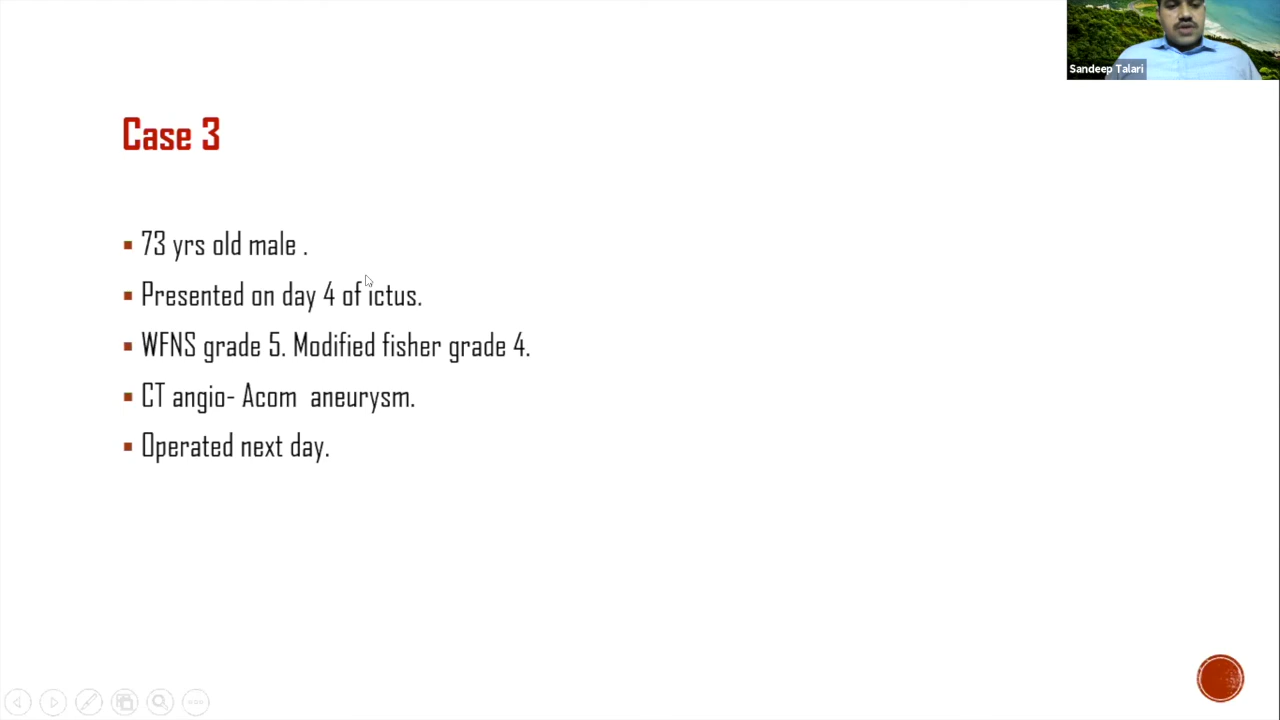 Sandeep Talari
Case 3
73 yrs old male .
Presented on day 4 of ictus.
WFNS grade 5. Modified fisher grade 4.
CT angio- Acom aneurysm.
Operated next day.